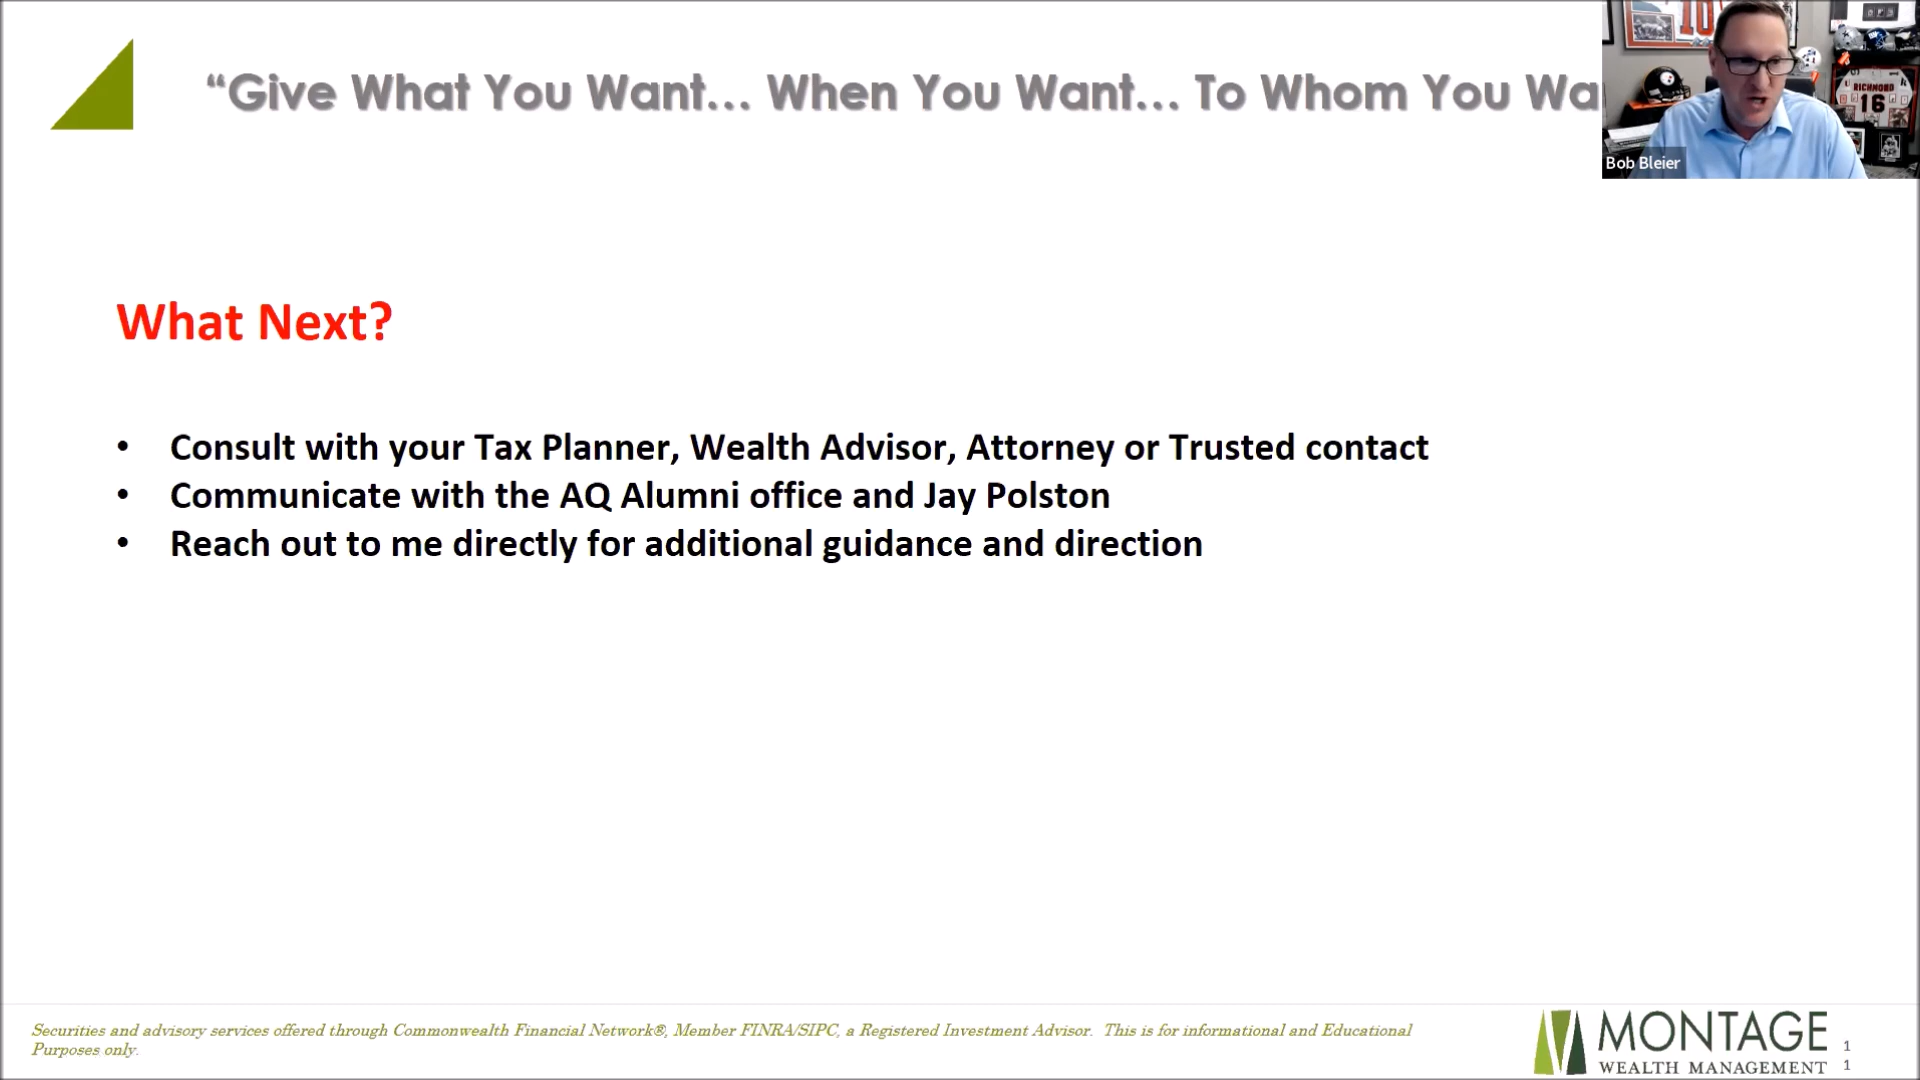 “Give What You Want... When You Want... To Whom You
Bob Bleier
RICHMOND
16
What Next?
• Consult with your Tax Planner, Wealth Advisor, Attorney or Trusted contact
• Communicate with the AQ Alumni office and Jay Polston
• Reach out to me directly for additional guidance and direction
Securities and advisory services offered through Commonwealth Financial Network®, Member FINRA/SIPC, a Registered Investment Advisor. This is for informational and Educational
Purposes only.
MONTAGE
WEALTH MANAGEMENT
1
1